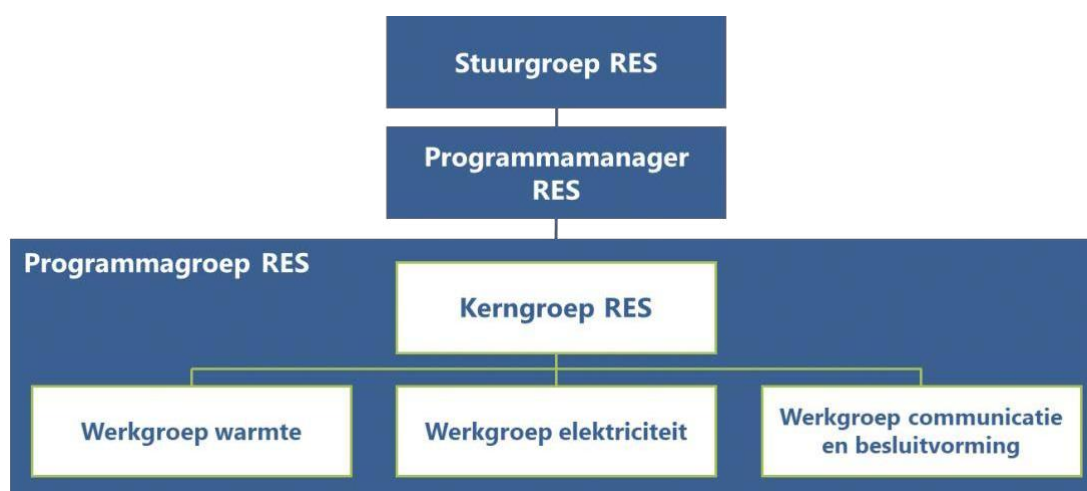 Stuurgroep RES
Programmamanager
RES
Programmagroep RES
Kerngroep RES
Werkgroep warmte
Werkgroep elektriciteit
Werkgroep communicatie
en besluitvorming